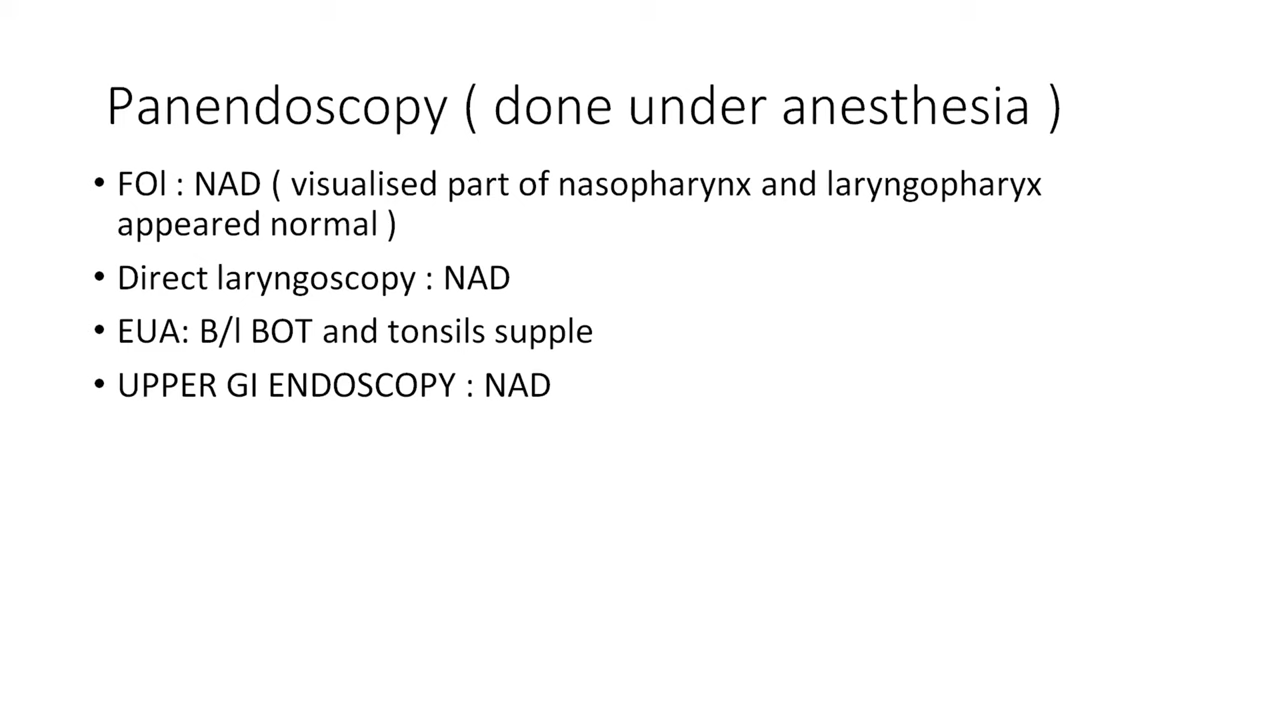 Panendoscopy ( done under anesthesia )
• FOl : NAD ( visualised part of nasopharynx and laryngopharyx
appeared normal )
• Direct laryngoscopy : NAD
• EUA: B/l BOT and tonsils supple
• UPPER GI ENDOSCOPY : NAD